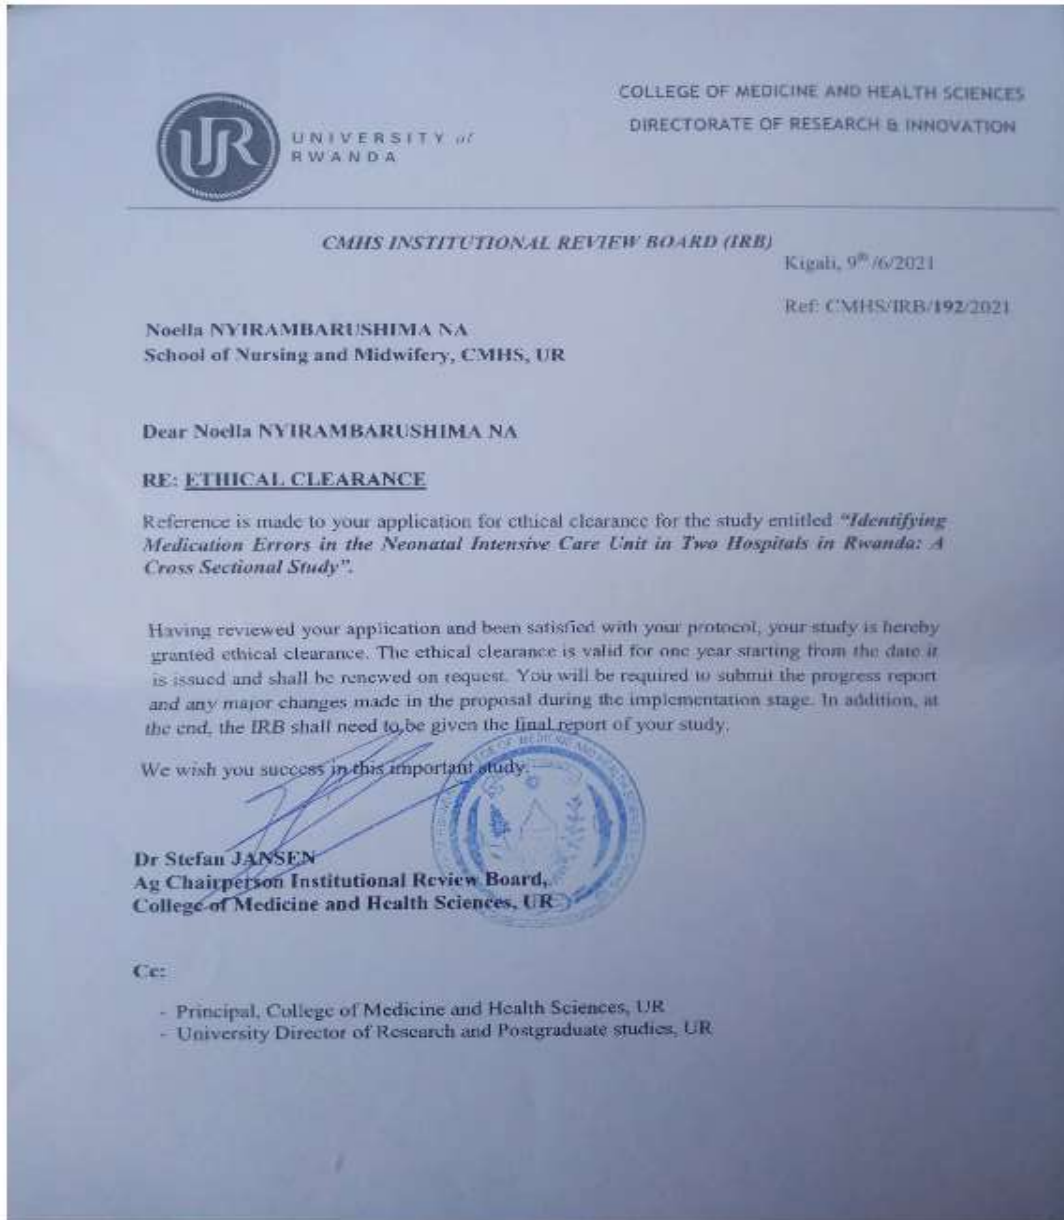 UR
UNIVERSITY of
RWANDA
COLLEGE OF MEDICINE AND HEALTH SCIENCES
DIRECTORATE OF RESEARCH & INNOVATION
CMHS INSTITUTIONAL REVIEW BOARD (IRB)
Kigali, 9th /6/2021
Ref: CMHS/IRB/192/2021
Noella NYIRAMBARUSHIMA NA
School of Nursing and Midwifery, CMHS, UR
Dear Noella NYIRAMBARUSHIMA NA
RE: ETHICAL CLEARANCE
Reference is made to your application for ethical clearance for the study entitled “Identifying
Medication Errors in the Neonatal Intensive Care Unit in Two Hospitals in Rwanda: A
Cross Sectional Study”.
Having reviewed your application and been satisfied with your protocol, your study is hereby
granted ethical clearance. The ethical clearance is valid for one year starting from the date it
is issued and shall be renewed on request. You will be required to submit the progress report
and any major changes made in the proposal during the implementation stage. In addition, at
the end, the IRB shall need to be given the final report of your study.
We wish you success in this important study.
Dr Stefan JANSEN
Ag Chairperson Institutional Review Board,
College of Medicine and Health Sciences, UR
Cc:
- Principal, College of Medicine and Health Sciences, UR
- University Director of Research and Postgraduate studies, UR